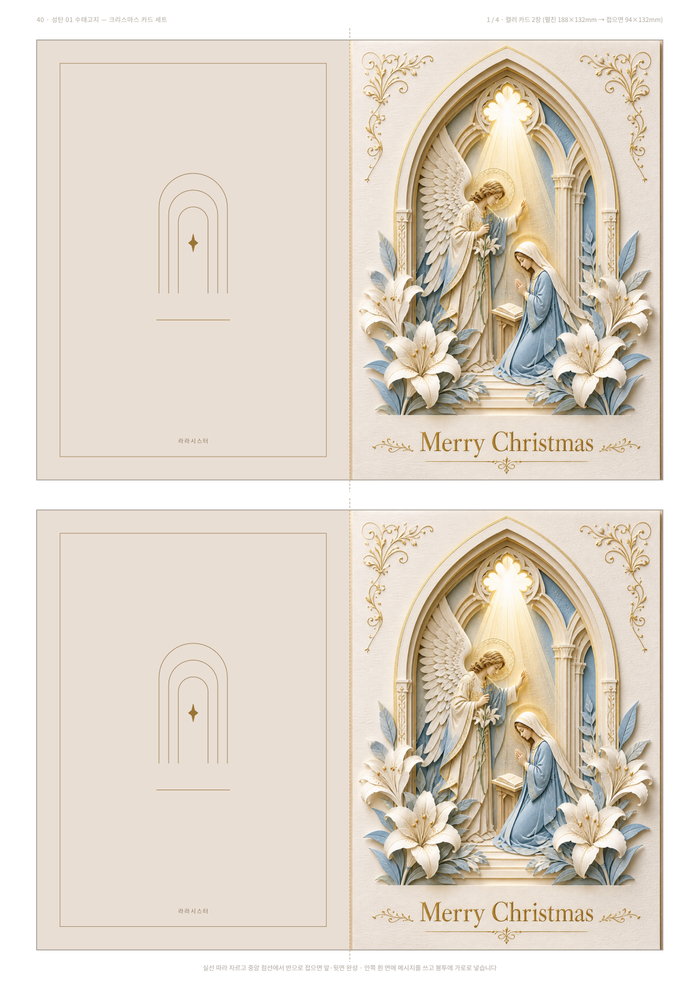 40 · 성탄 01 수태고지 — 크리스마스 카드 세트
1 / 4 · 컬러 카드 2장 (펼친 188×132mm → 접으면 94×132mm)
라라시스터
Merry Christmas
라라시스터
Merry Christmas
실선 따라 자르고 중앙 점선에서 반으로 접으면 앞·뒷면 완성 · 안쪽 흰 면에 메시지를 쓰고 봉투에 가로로 넣습니다